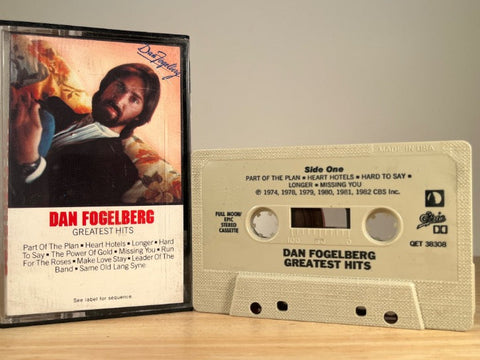 Dan Fogelberg
DAN FOGELBERG
GREATEST HITS
Part Of The Plan ▪ Heart Hotels ▪ Longer ▪ Hard
To Say ▪ The Power Of Gold ▪ Missing You ▪ Run
For The Roses ▪ Make Love Stay ▪ Leader Of The
Band ▪ Same Old Lang Syne
See label for sequence.
MADE IN USA
Side One
PART OF THE PLAN ▪ HEART HOTELS ▪ HARD TO SAY ▪
LONGER ▪ MISSING YOU
℗ 1974, 1978, 1979, 1980, 1981, 1982 CBS Inc.
FULL MOON/
EPIC
STEREO
CASSETTE
100 50 0
Epic
QET 38308
DAN FOGELBERG
GREATEST HITS